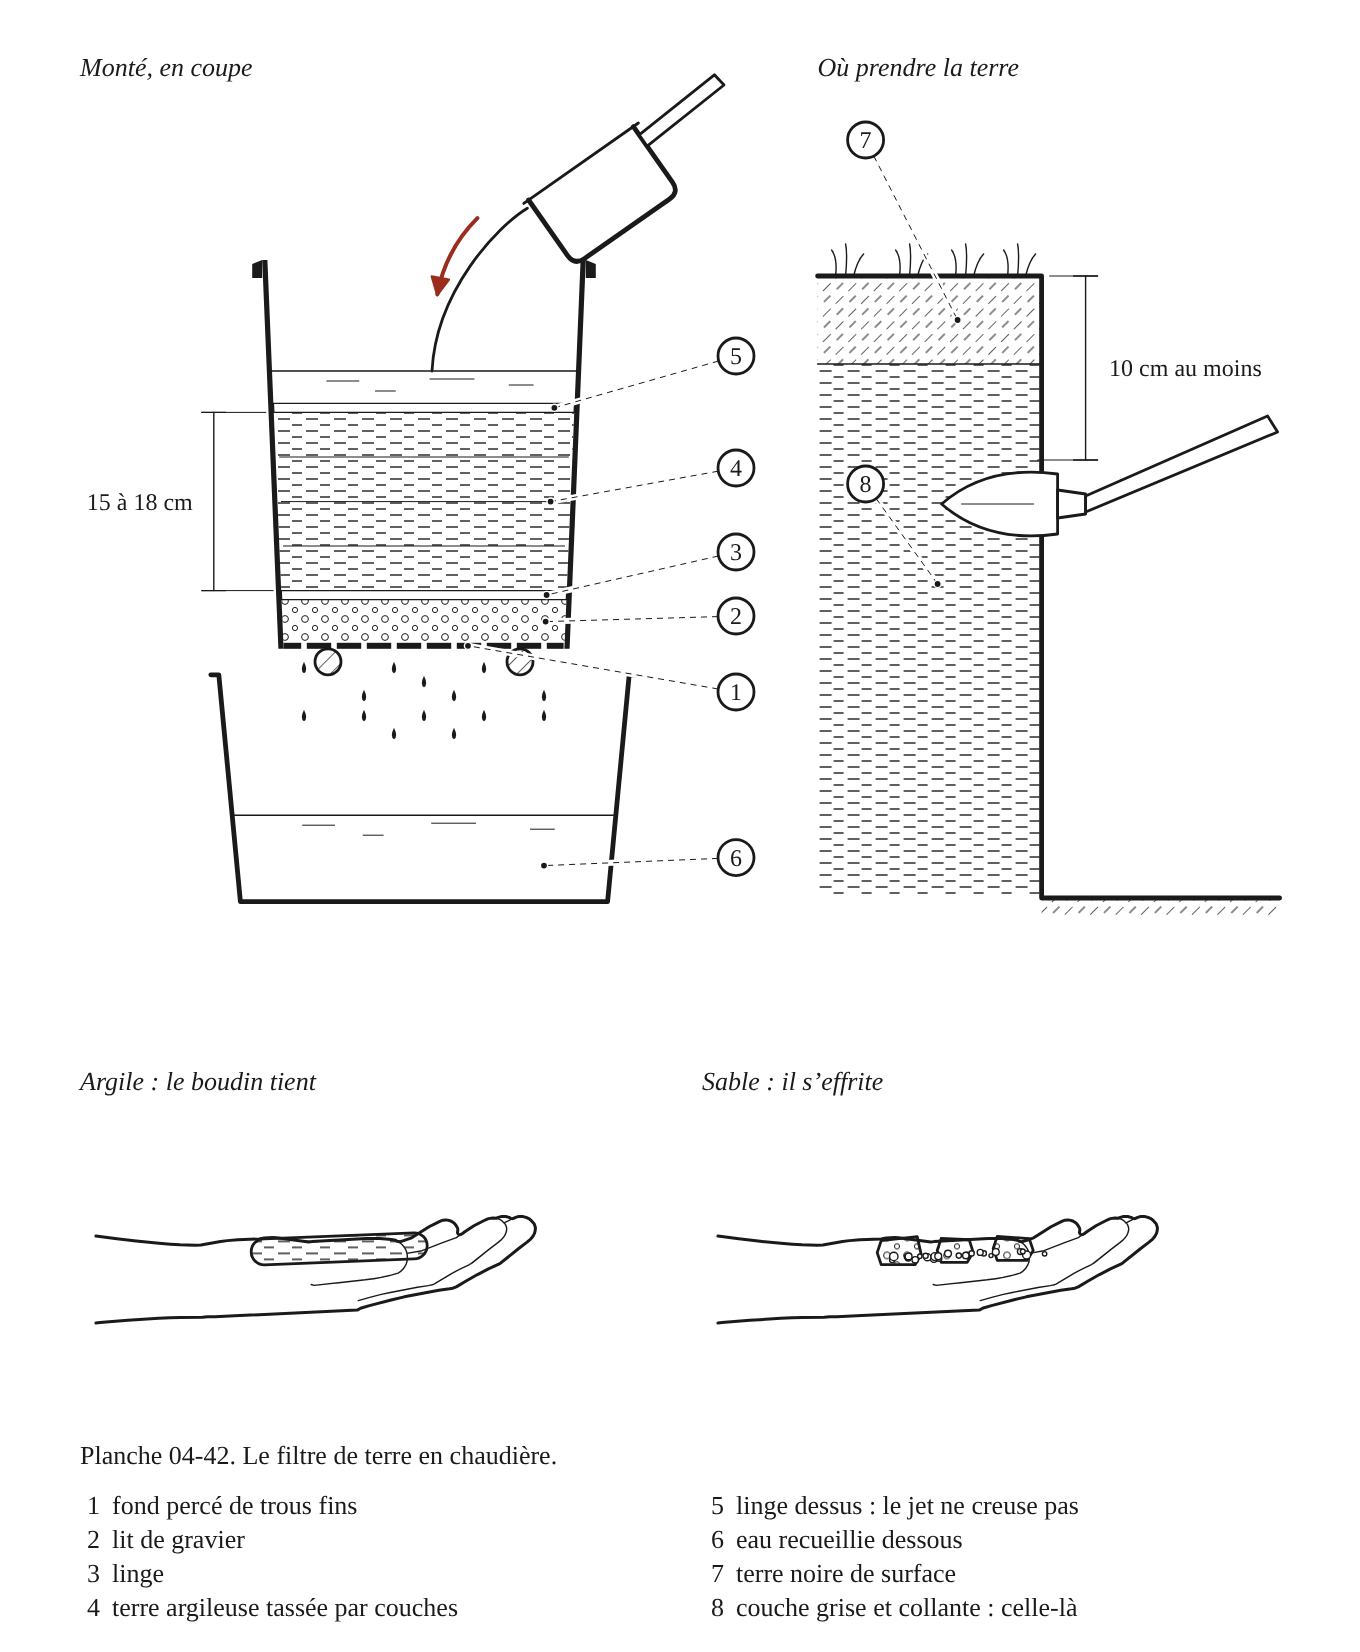 Monté, en coupe
Où prendre la terre
7
5
10 cm au moins
4
8
15 à 18 cm
3
2
1
6
Argile : le boudin tient
Sable : il s’effrite
Planche 04-42. Le filtre de terre en chaudière.
1 fond percé de trous fins
2 lit de gravier
3 linge
4 terre argileuse tassée par couches
5 linge dessus : le jet ne creuse pas
6 eau recueillie dessous
7 terre noire de surface
8 couche grise et collante : celle-là